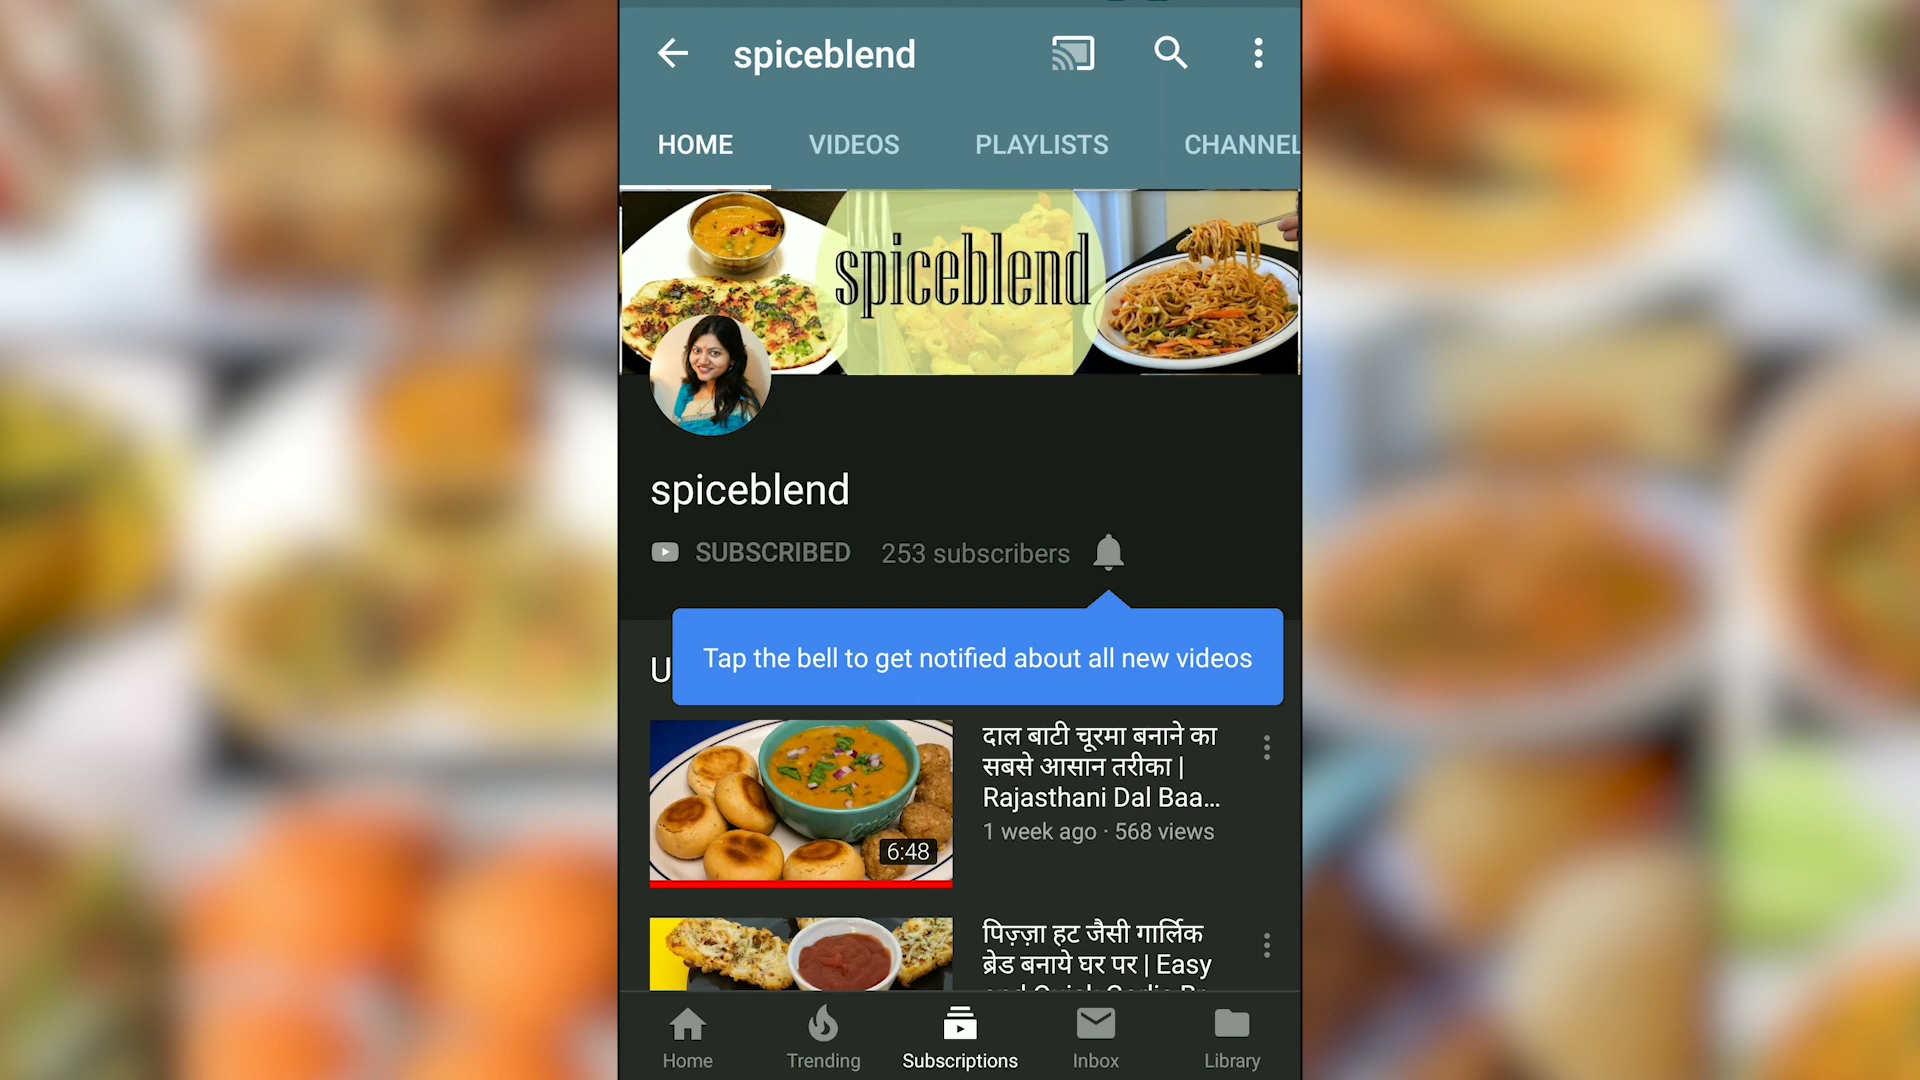 spiceblend
HOME VIDEOS PLAYLISTS CHANNEL
spiceblend
spiceblend
SUBSCRIBED 253 subscribers
Tap the bell to get notified about all new videos
U
दाल बाटी चूरमा बनाने का
सबसे आसान तरीका |
Rajasthani Dal Baa...
1 week ago · 568 views
6:48
पिज़्ज़ा हट जैसी गार्लिक
ब्रेड बनाये घर पर | Easy
Home Trending Subscriptions Inbox Library